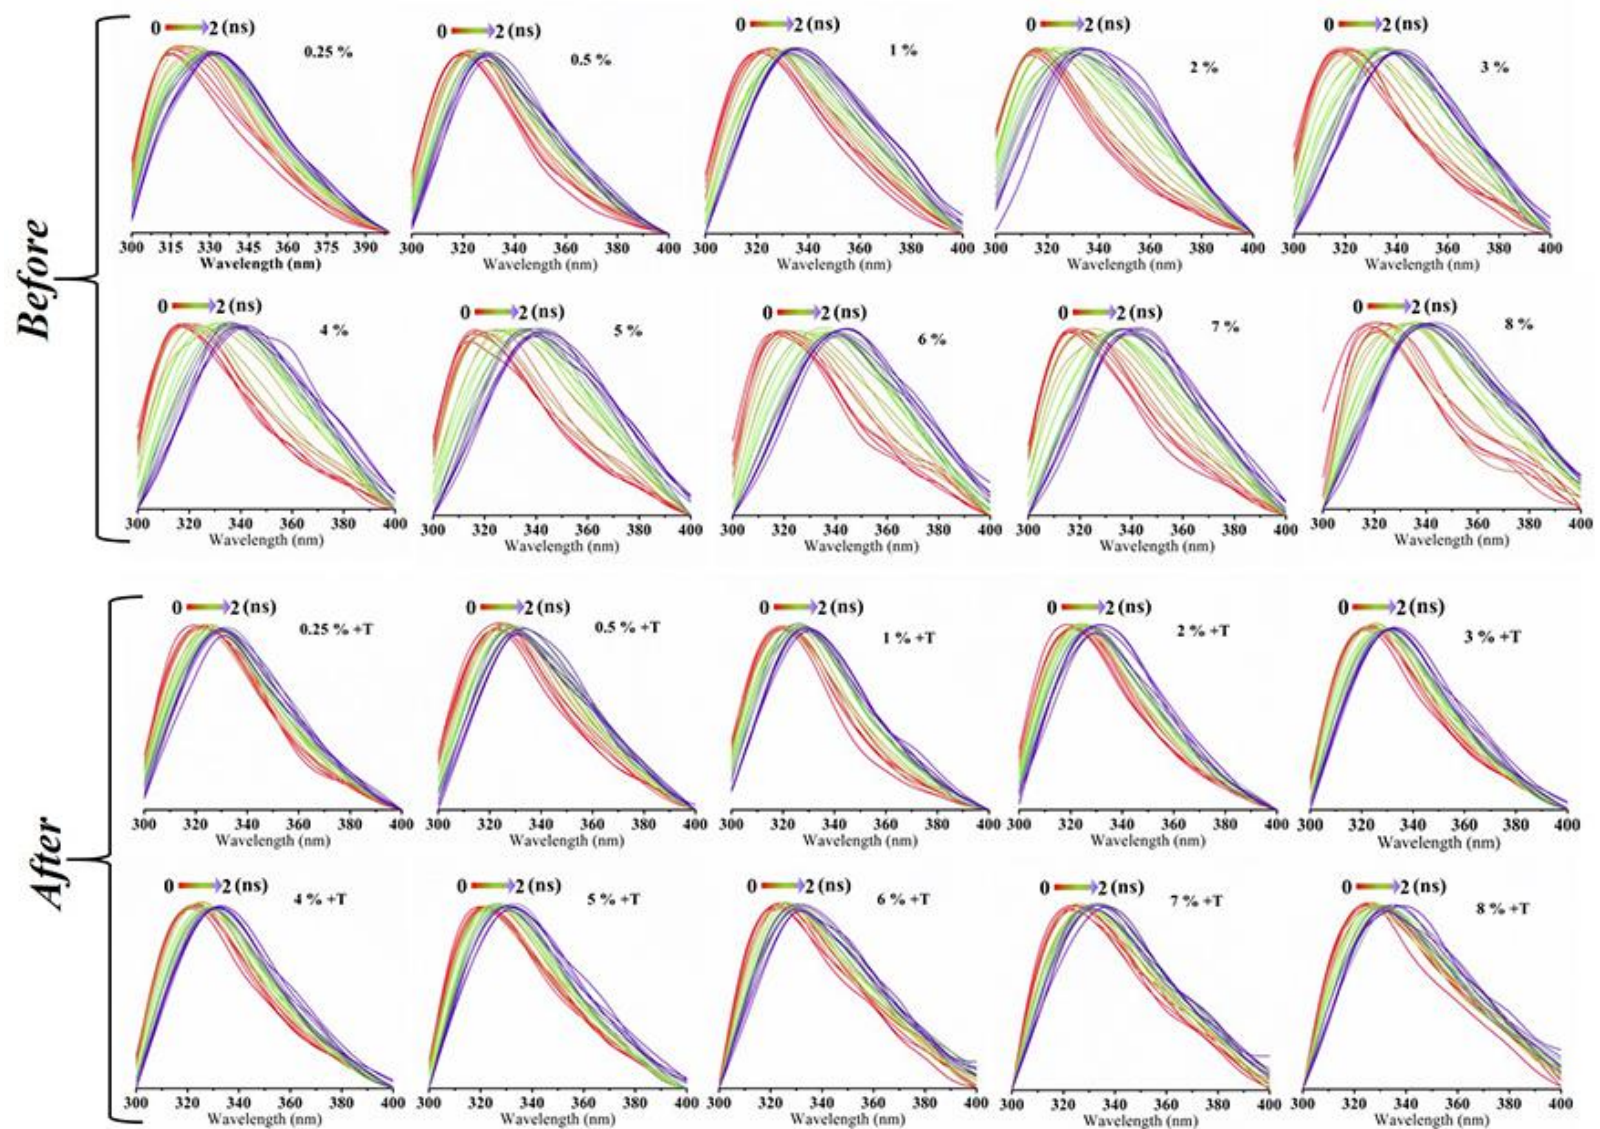 Before
0 2 (ns) 0.25 %
300 315 330 345 360 375 390
Wavelength (nm)
0 2 (ns) 0.5 %
300 320 340 360 380 400
Wavelength (nm)
0 2 (ns) 1 %
300 320 340 360 380 400
Wavelength (nm)
0 2 (ns) 2 %
300 320 340 360 380 400
Wavelength (nm)
0 2 (ns) 3 %
300 320 340 360 380 400
Wavelength (nm)
0 2 (ns) 4 %
300 320 340 360 380 400
Wavelength (nm)
0 2 (ns) 5 %
300 320 340 360 380 400
Wavelength (nm)
0 2 (ns) 6 %
300 320 340 360 380 400
Wavelength (nm)
0 2 (ns) 7 %
300 320 340 360 380 400
Wavelength (nm)
0 2 (ns) 8 %
300 320 340 360 380 400
Wavelength (nm)
After
0 2 (ns) 0.25 % +T
300 320 340 360 380 400
Wavelength (nm)
0 2 (ns) 0.5 % +T
300 320 340 360 380 400
Wavelength (nm)
0 2 (ns) 1 % +T
300 320 340 360 380 400
Wavelength (nm)
0 2 (ns) 2 % +T
300 320 340 360 380 400
Wavelength (nm)
0 2 (ns) 3 % +T
300 320 340 360 380 400
Wavelength (nm)
0 2 (ns) 4 % +T
300 320 340 360 380 400
Wavelength (nm)
0 2 (ns) 5 % +T
300 320 340 360 380 400
Wavelength (nm)
0 2 (ns) 6 % +T
300 320 340 360 380 400
Wavelength (nm)
0 2 (ns) 7 % +T
300 320 340 360 380 400
Wavelength (nm)
0 2 (ns) 8 % +T
300 320 340 360 380 400
Wavelength (nm)